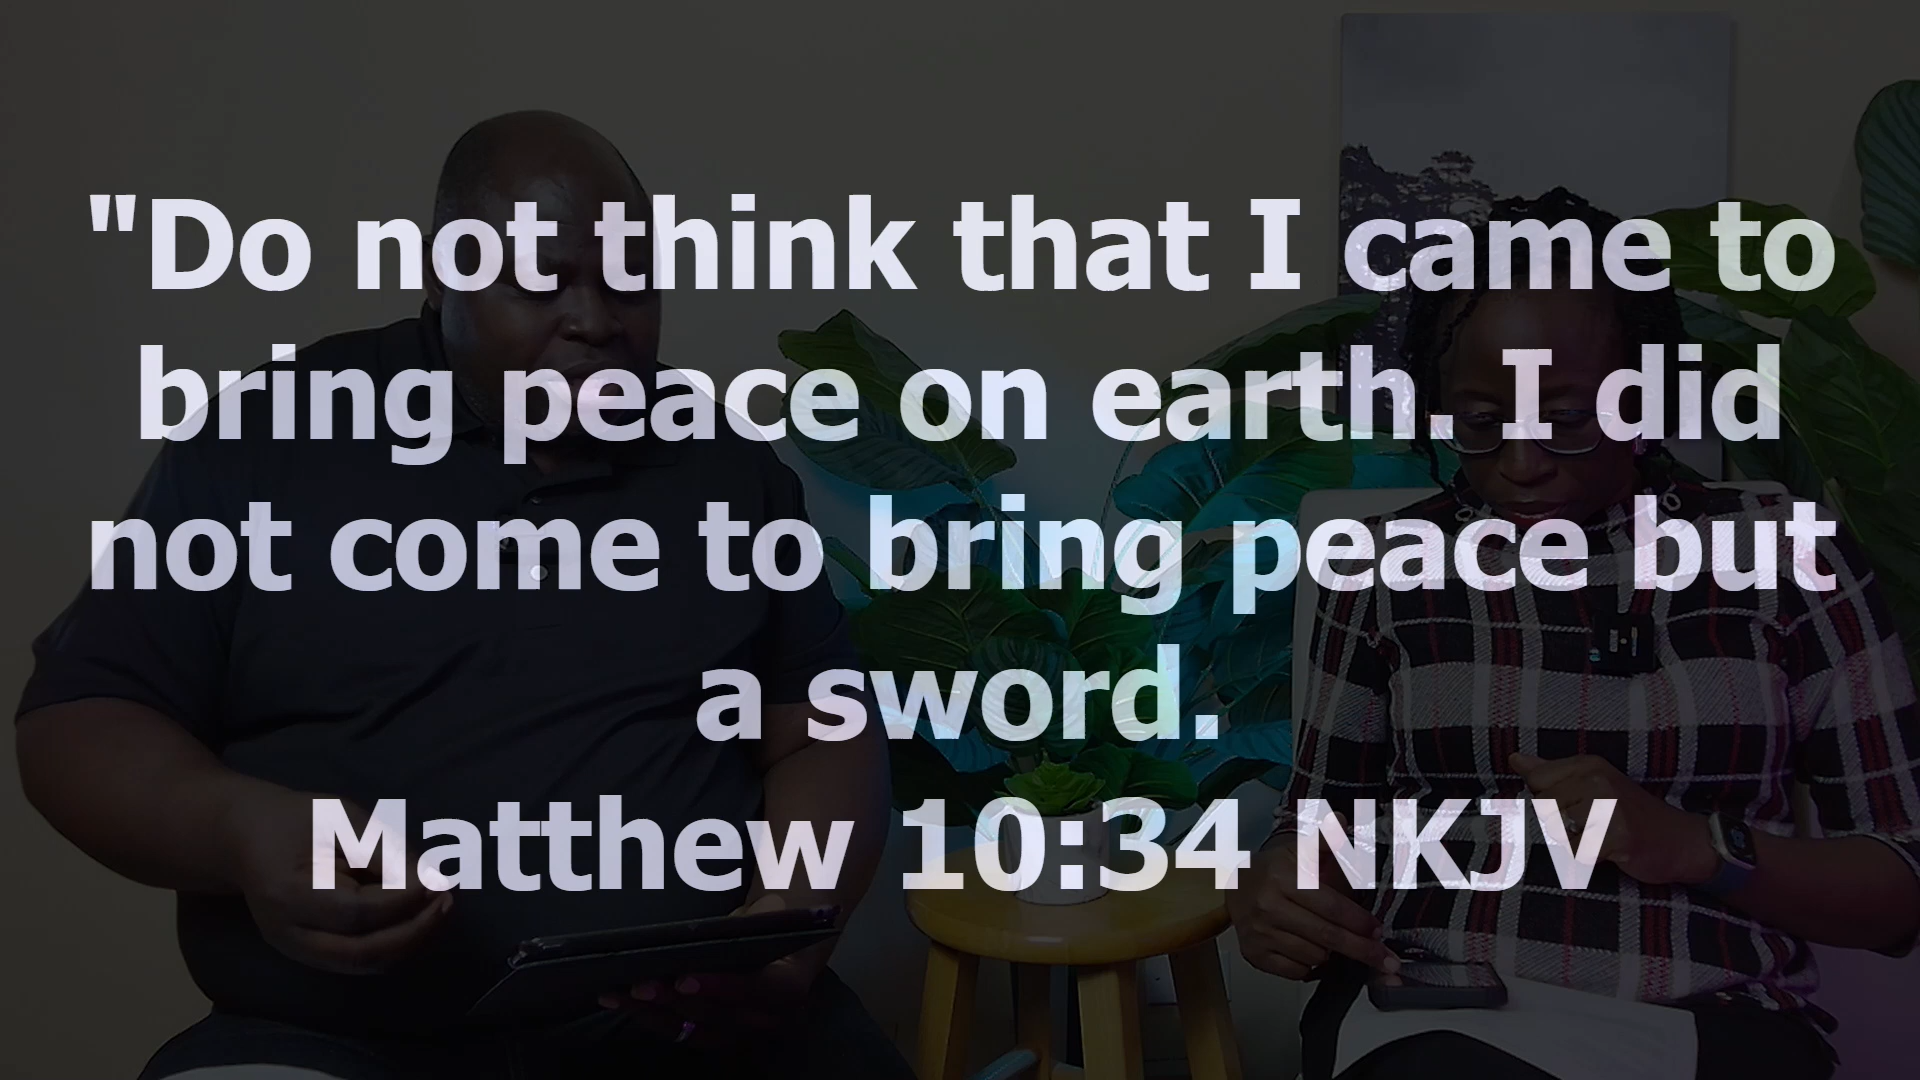 "Do not think that I came to
bring peace on earth. I did
not come to bring peace but
a sword.
Matthew 10:34 NKJV